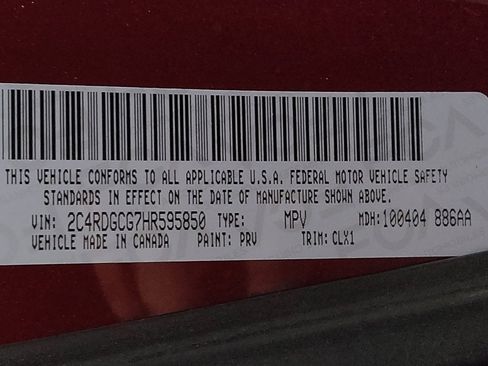 THIS VEHICLE CONFORMS TO ALL APPLICABLE U.S.A. FEDERAL MOTOR VEHICLE SAFETY
STANDARDS IN EFFECT ON THE DATE OF MANUFACTURE SHOWN ABOVE.
VIN: 2C4RDGCG7HR595850 TYPE: MPV MDH: 100404 886AA
VEHICLE MADE IN CANADA PAINT: PRV TRIM: CLX1